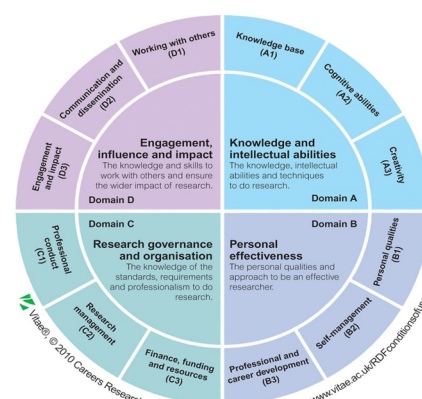 Working with others
(D1)
Knowledge base
(A1)
Communication and
dissemination
(D2)
Cognitive abilities
(A2)
Engagement
and impact
(D3)
Creativity
(A3)
Engagement,
influence and impact
The knowledge and skills to
work with others and ensure
the wider impact of research.
Domain D
Knowledge and
intellectual abilities
The knowledge, intellectual
abilities and techniques
to do research.
Domain A
Domain C
Research governance
and organisation
The knowledge of the
standards, requirements
and professionalism to do
research.
Domain B
Personal
effectiveness
The personal qualities and
approach to be an effective
researcher.
Professional
conduct
(C1)
Personal qualities
(B1)
Research
management
(C2)
Self-management
(B2)
Finance, funding
and resources
(C3)
Professional and
career development
(B3)
Vitae®, © 2010 Careers Resear
www.vitae.ac.uk/RDFconditionsofu